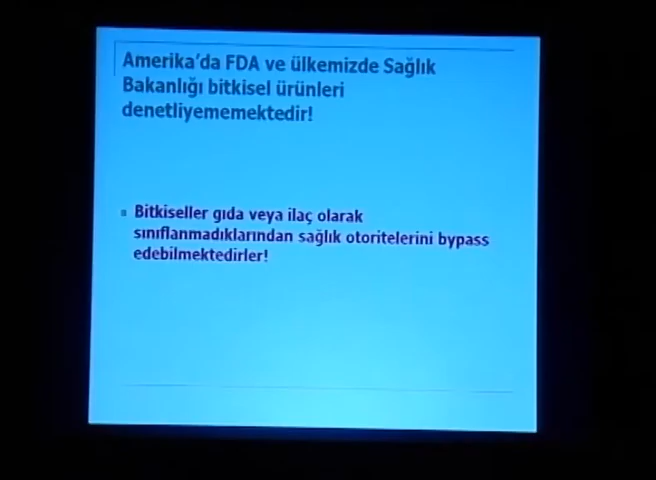 Amerika'da FDA ve ülkemizde Sağlık
Bakanlığı bitkisel ürünleri
denetliyememektedir!
Bitkiseller gıda veya ilaç olarak
sınıflanmadıklarından sağlık otoritelerini bypass
edebilmektedirler!